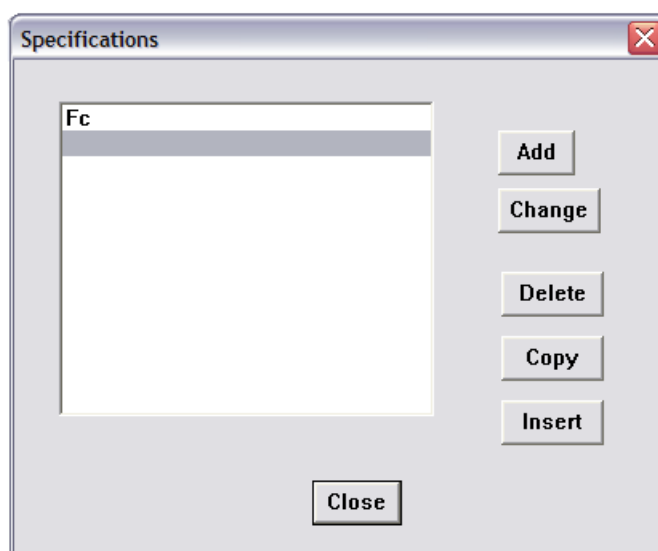 Specifications
Fc
Add
Change
Delete
Copy
Insert
Close